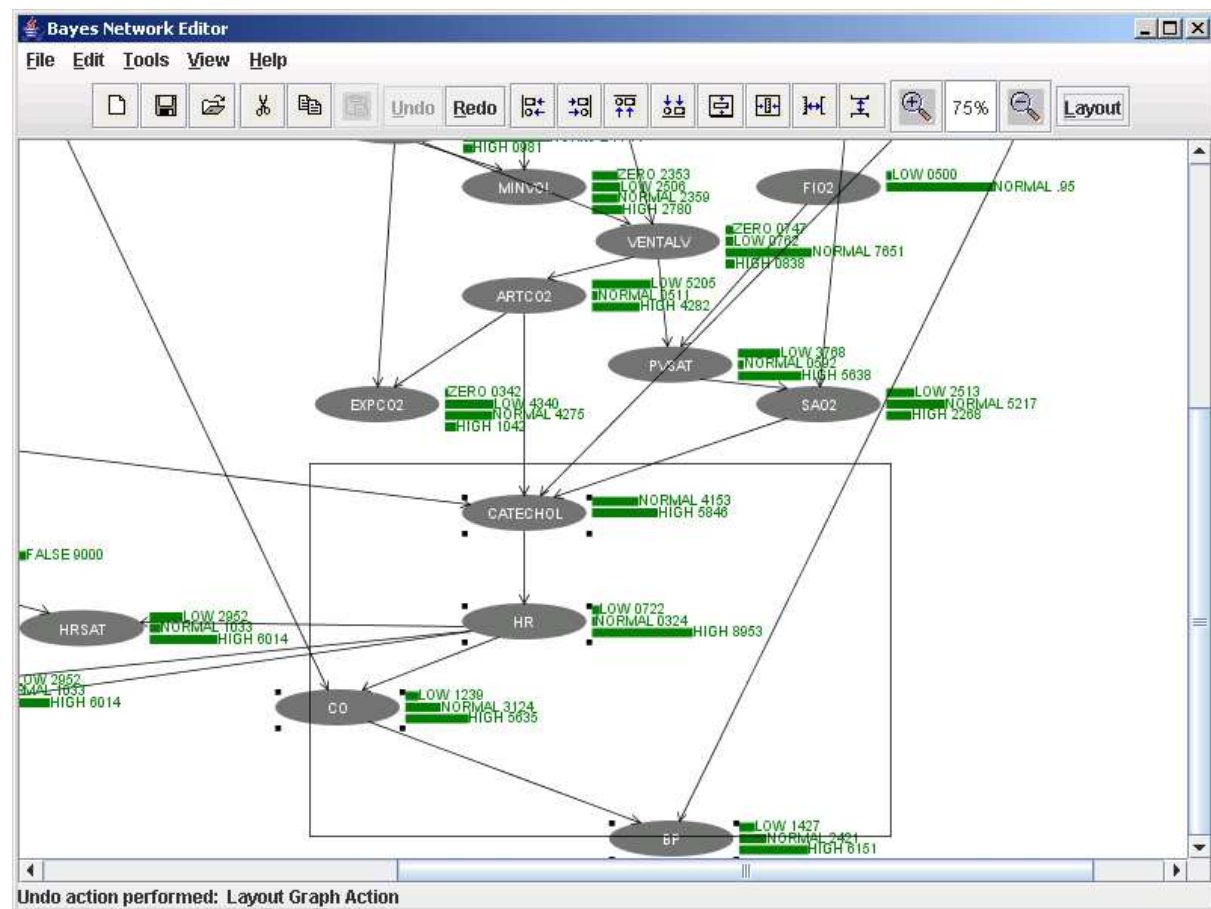 Bayes Network Editor
File Edit Tools View Help
Undo Redo 75% Layout
HIGH 0981
MINVOL
ZERO 2353
LOW 2506
NORMAL 2359
HIGH 2780
FIO2
LOW 0500
NORMAL .95
VENTALV
ZERO 0747
LOW 0762
NORMAL 7651
HIGH 0838
ARTCO2
LOW 5205
NORMAL 0511
HIGH 4282
PVSAT
LOW 3768
NORMAL 0592
HIGH 5638
EXPCO2
ZERO 0342
LOW 4340
NORMAL 4275
HIGH 1042
SAO2
LOW 2513
NORMAL 5217
HIGH 2268
CATECHOL
NORMAL 4153
HIGH 5846
FALSE 9000
HRSAT
LOW 2952
NORMAL 1033
HIGH 6014
HR
LOW 0722
NORMAL 0324
HIGH 8953
LOW 2952
RMAL 1033
HIGH 6014
CO
LOW 1239
NORMAL 3124
HIGH 5635
BP
LOW 1427
NORMAL 2421
HIGH 6151
Undo action performed: Layout Graph Action